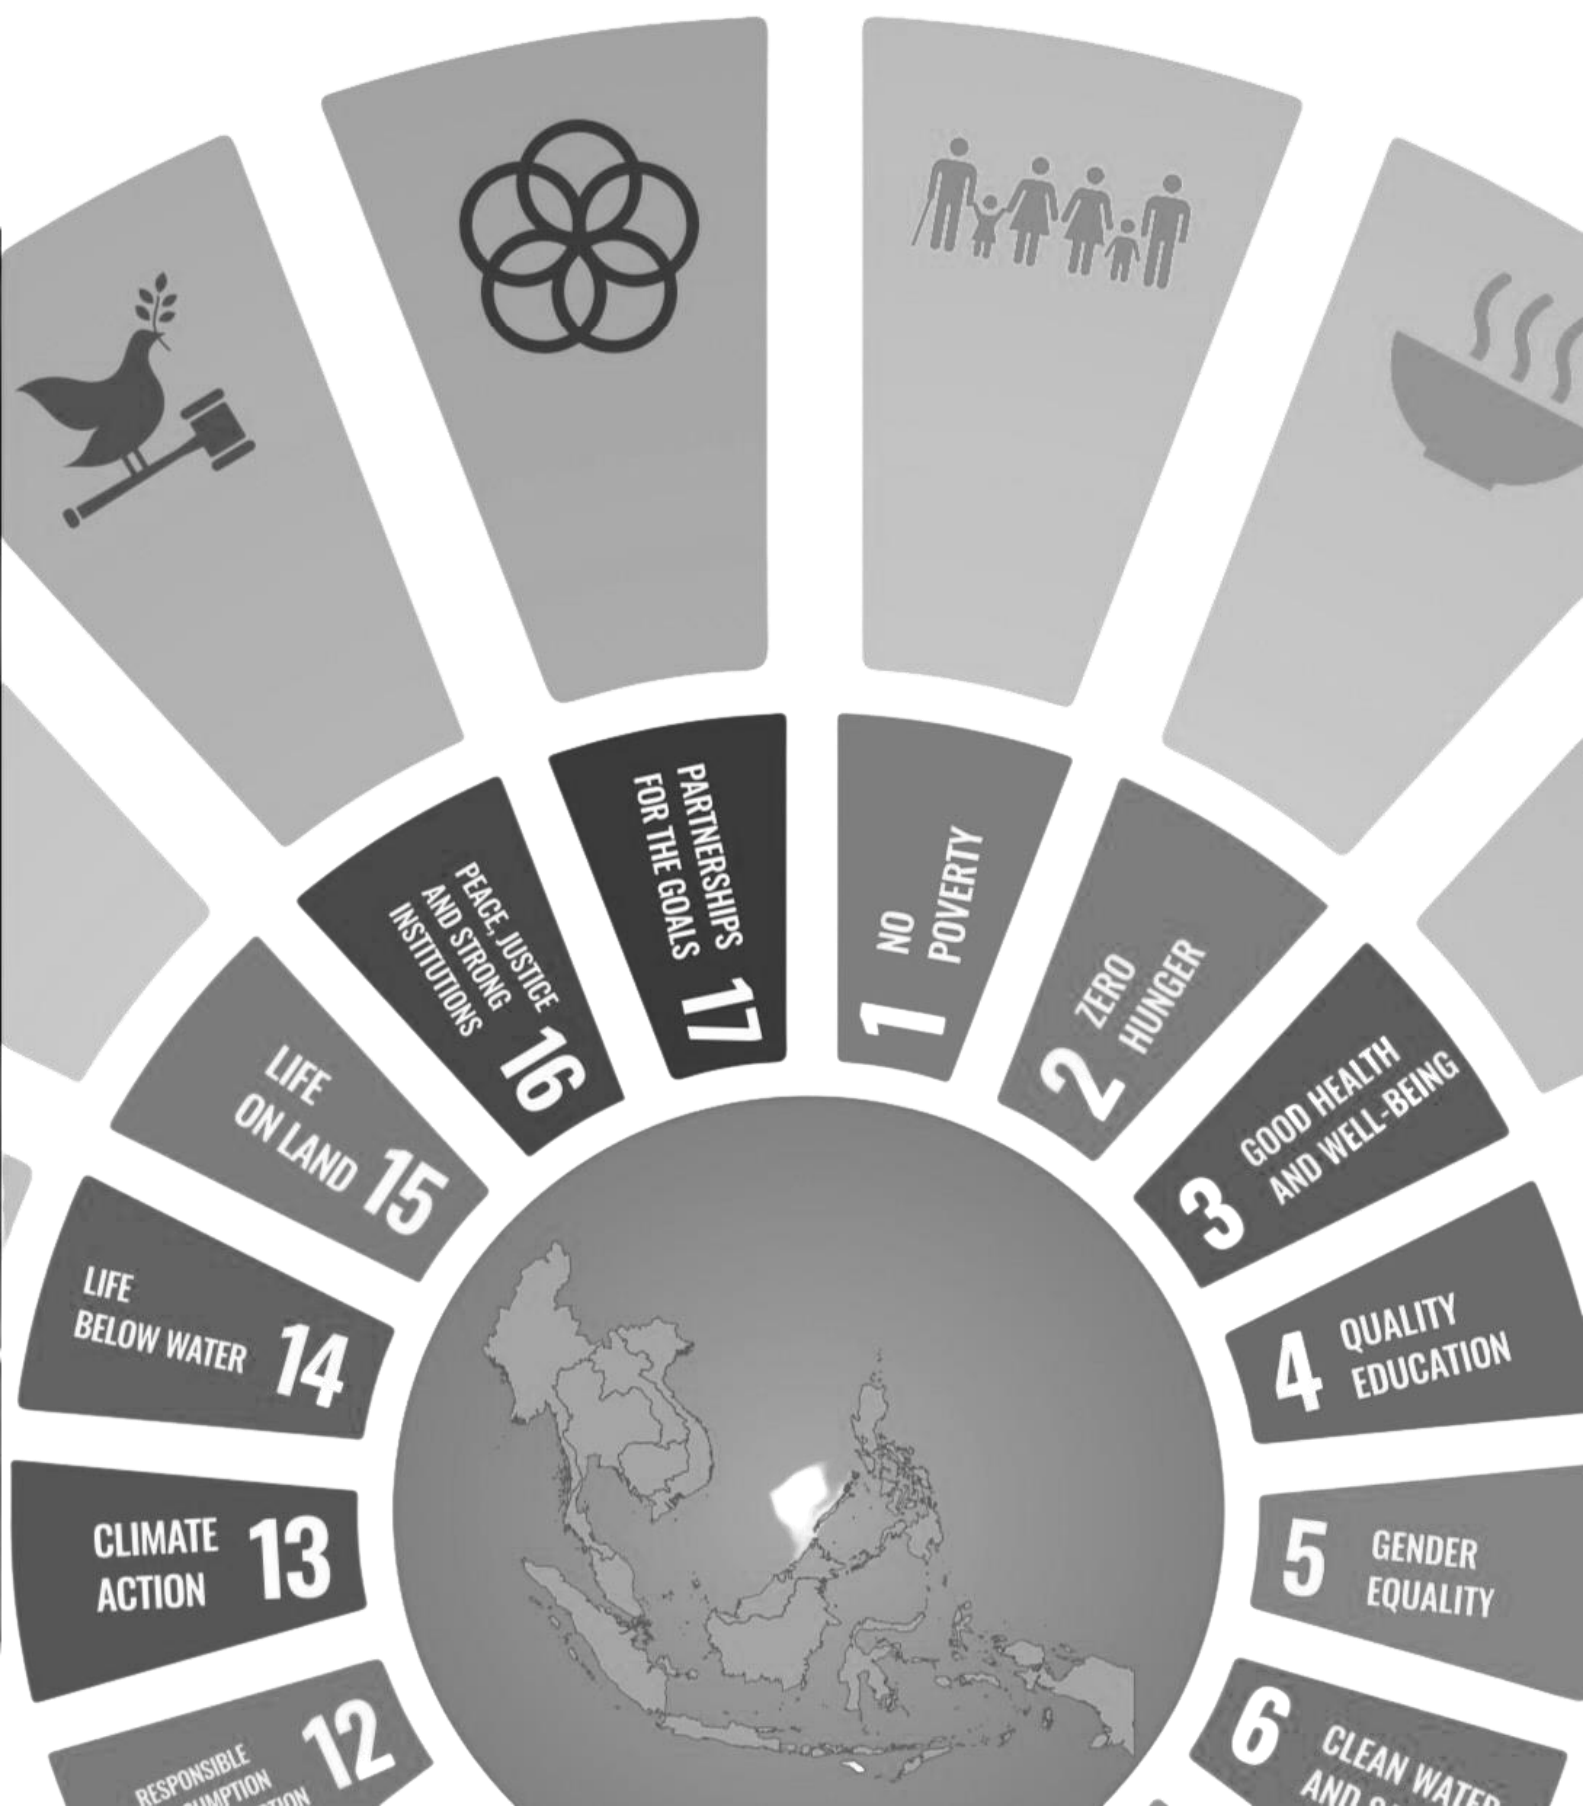 1
NO
POVERTY
2
ZERO
HUNGER
3
GOOD HEALTH
AND WELL-BEING
4
QUALITY
EDUCATION
5
GENDER
EQUALITY
6
CLEAN WATER
AND
RESPONSIBLE
12
CLIMATE
ACTION
13
LIFE
BELOW WATER
14
LIFE
ON LAND
15
PEACE, JUSTICE
AND STRONG
INSTITUTIONS
16
PARTNERSHIPS
FOR THE GOALS
17